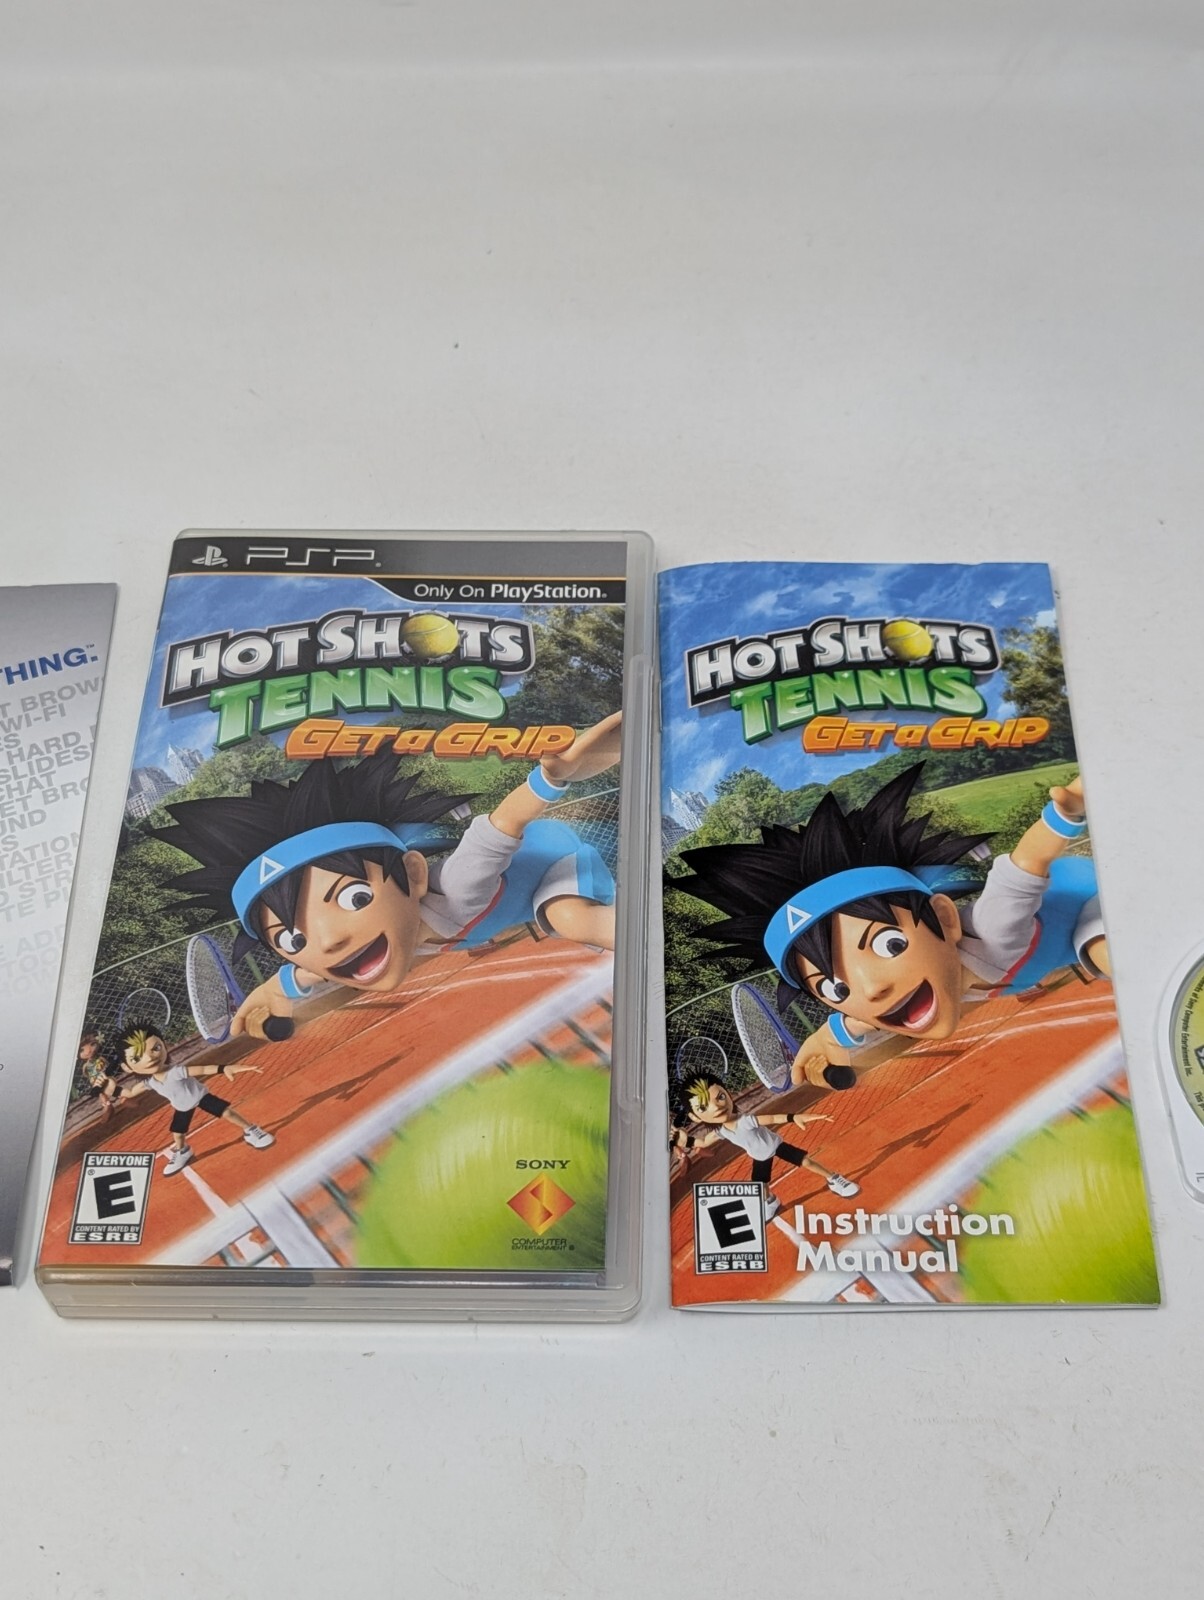 THING.™
WI-FI
HARD
CHAT
PSP
Only On PlayStation®
HOT SHOTS
TENNIS
GET a GRIP
EVERYONE
E
CONTENT RATED BY
ESRB
SONY
COMPUTER
ENTERTAINMENT®
HOT SHOTS
TENNIS
GET a GRIP
EVERYONE
E
CONTENT RATED BY
ESRB
Instruction
Manual